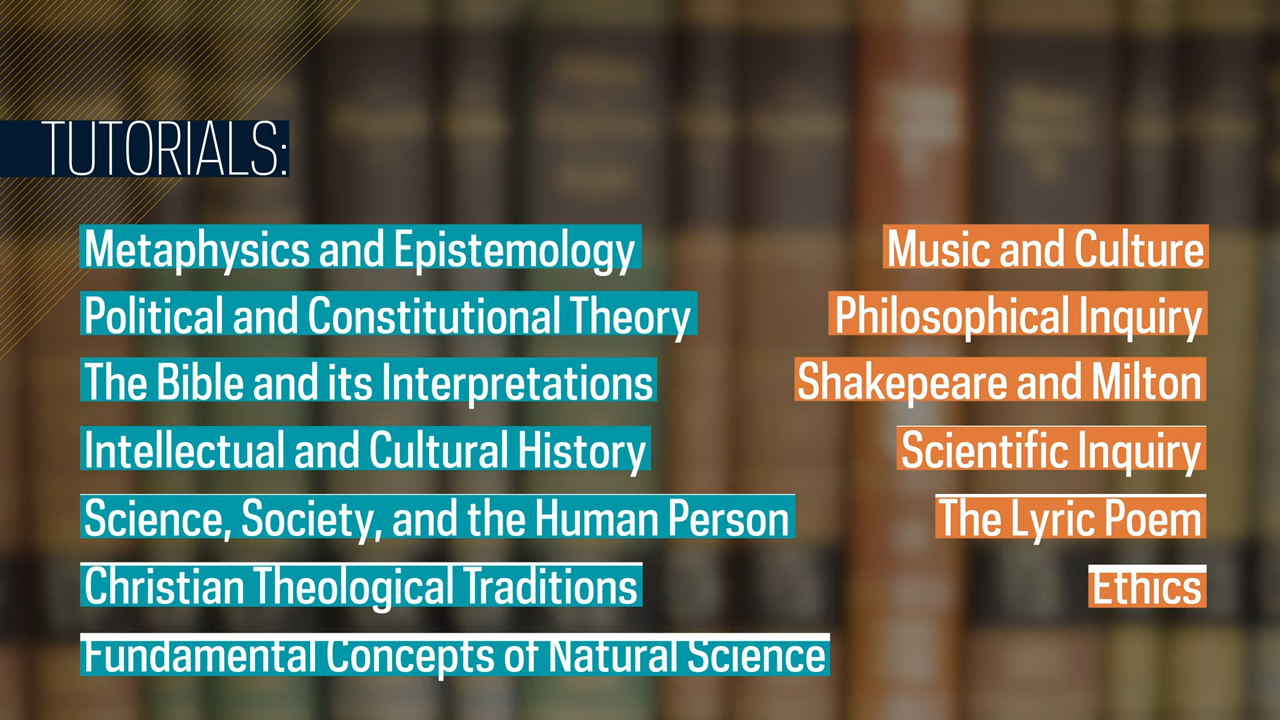 TUTORIALS:
Metaphysics and Epistemology
Political and Constitutional Theory
The Bible and its Interpretations
Intellectual and Cultural History
Science, Society, and the Human Person
Christian Theological Traditions
Fundamental Concepts of Natural Science
Music and Culture
Philosophical Inquiry
Shakepeare and Milton
Scientific Inquiry
The Lyric Poem
Ethics